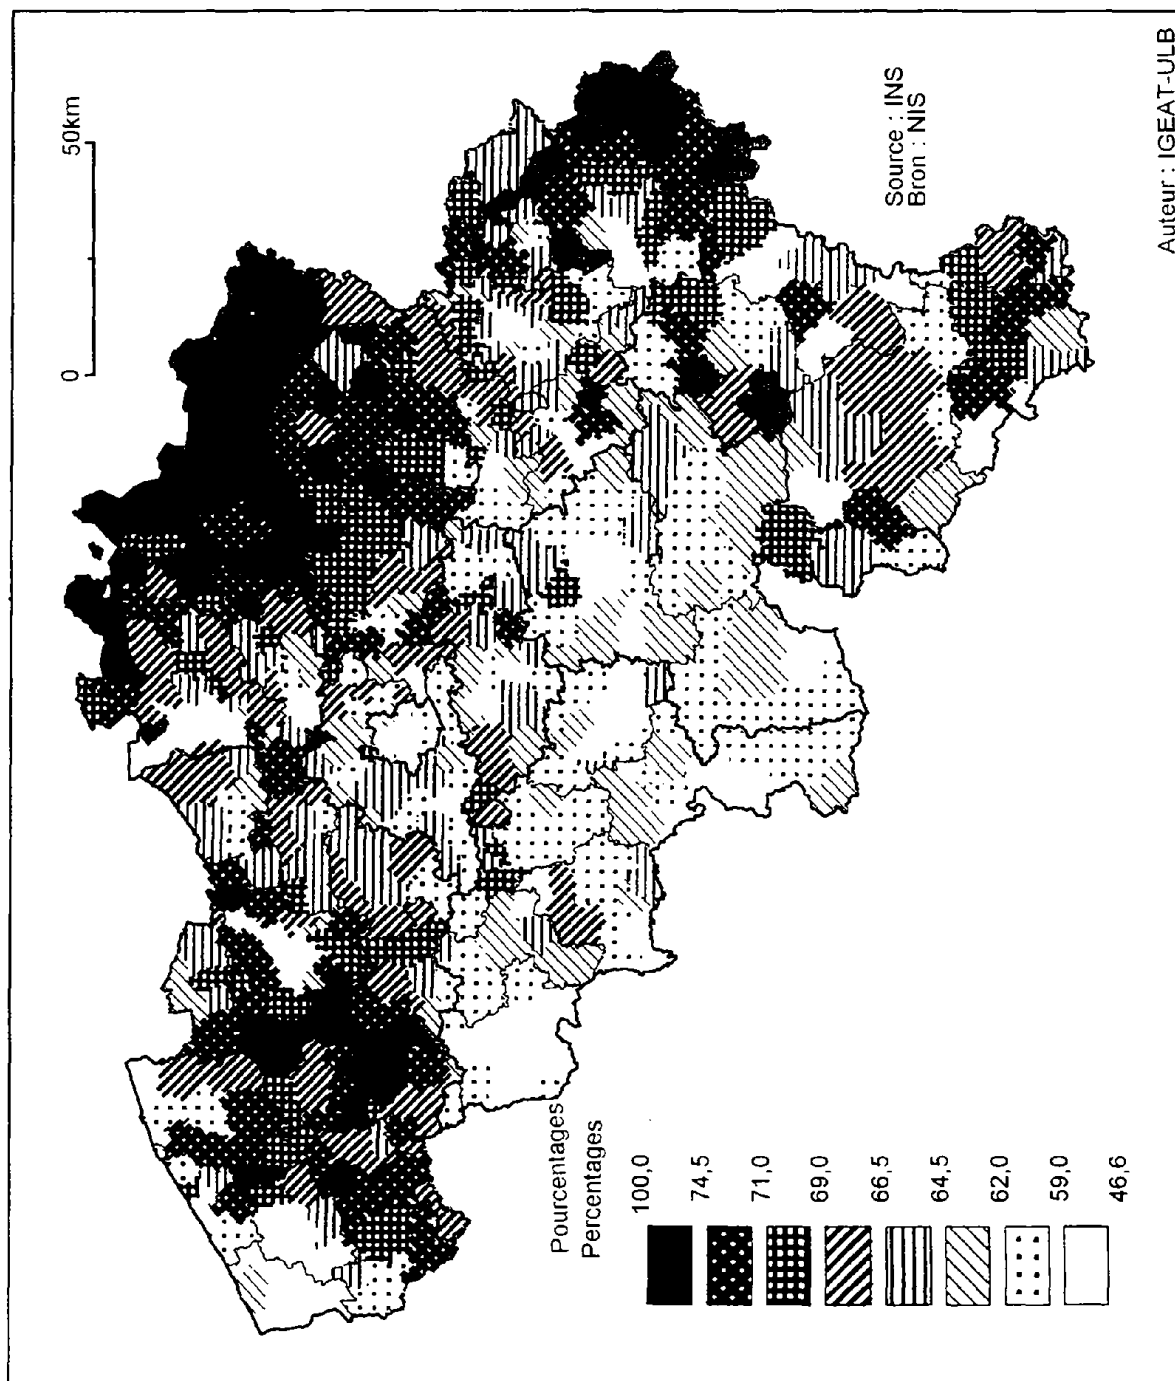 0
50km
Source : INS
Bron : NIS
Auteur : IGEAT-ULB
Pourcentages
Percentages
100,0
74,5
71,0
69,0
66,5
64,5
62,0
59,0
46,6